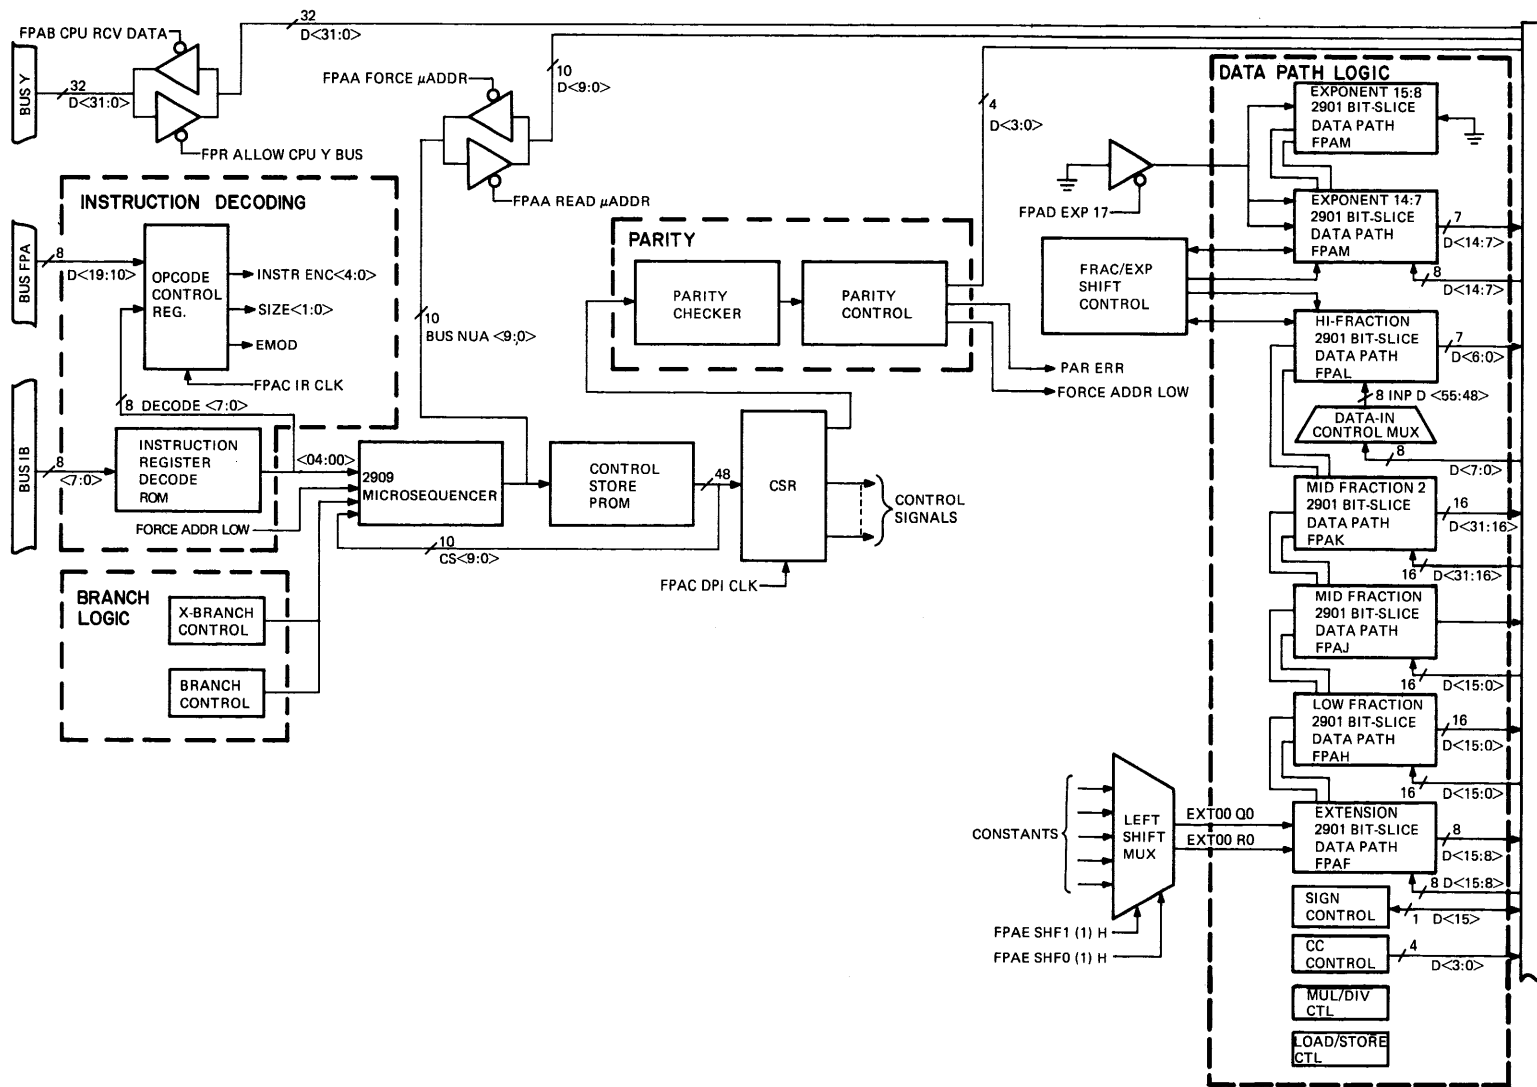 FPAB CPU RCV DATA
32
D<31:0>
BUS Y
32
D<31:0>
FPR ALLOW CPU Y BUS
FPAA FORCE μADDR
10
D<9:0>
FPAA READ μADDR
4
D<3:0>
INSTRUCTION DECODING
BUS FPA
8
D<19:10>
OPCODE
CONTROL
REG.
INSTR ENC<4:0>
SIZE<1:0>
EMOD
FPAC IR CLK
8 DECODE <7:0>
BUS IB
8
<7:0>
INSTRUCTION
REGISTER
DECODE
ROM
<04:00>
FORCE ADDR LOW
10
BUS NUA <9:0>
2909
MICROSEQUENCER
CONTROL
STORE
PROM
48
10
CS<9:0>
CSR
CONTROL
SIGNALS
FPAC DPI CLK
BRANCH
LOGIC
X-BRANCH
CONTROL
BRANCH
CONTROL
PARITY
PARITY
CHECKER
PARITY
CONTROL
PAR ERR
FORCE ADDR LOW
FPAD EXP 17
FRAC/EXP
SHIFT
CONTROL
DATA PATH LOGIC
EXPONENT 15:8
2901 BIT-SLICE
DATA PATH
FPAM
EXPONENT 14:7
2901 BIT-SLICE
DATA PATH
FPAM
7
D<14:7>
8
D<14:7>
HI-FRACTION
2901 BIT-SLICE
DATA PATH
FPAL
7
D<6:0>
8 INP D <55:48>
DATA-IN
CONTROL MUX
8
D<7:0>
MID FRACTION 2
2901 BIT-SLICE
DATA PATH
FPAK
16
D<31:16>
16
D<31:16>
MID FRACTION
2901 BIT-SLICE
DATA PATH
FPAJ
16
D<15:0>
LOW FRACTION
2901 BIT-SLICE
DATA PATH
FPAH
16
D<15:0>
16
D<15:0>
CONSTANTS
LEFT
SHIFT
MUX
EXT00 Q0
EXT00 R0
FPAE SHF1 (1) H
FPAE SHF0 (1) H
EXTENSION
2901 BIT-SLICE
DATA PATH
FPAF
8
D<15:8>
8 D<15:8>
SIGN
CONTROL
1 D<15>
CC
CONTROL
4
D<3:0>
MUL/DIV
CTL
LOAD/STORE
CTL